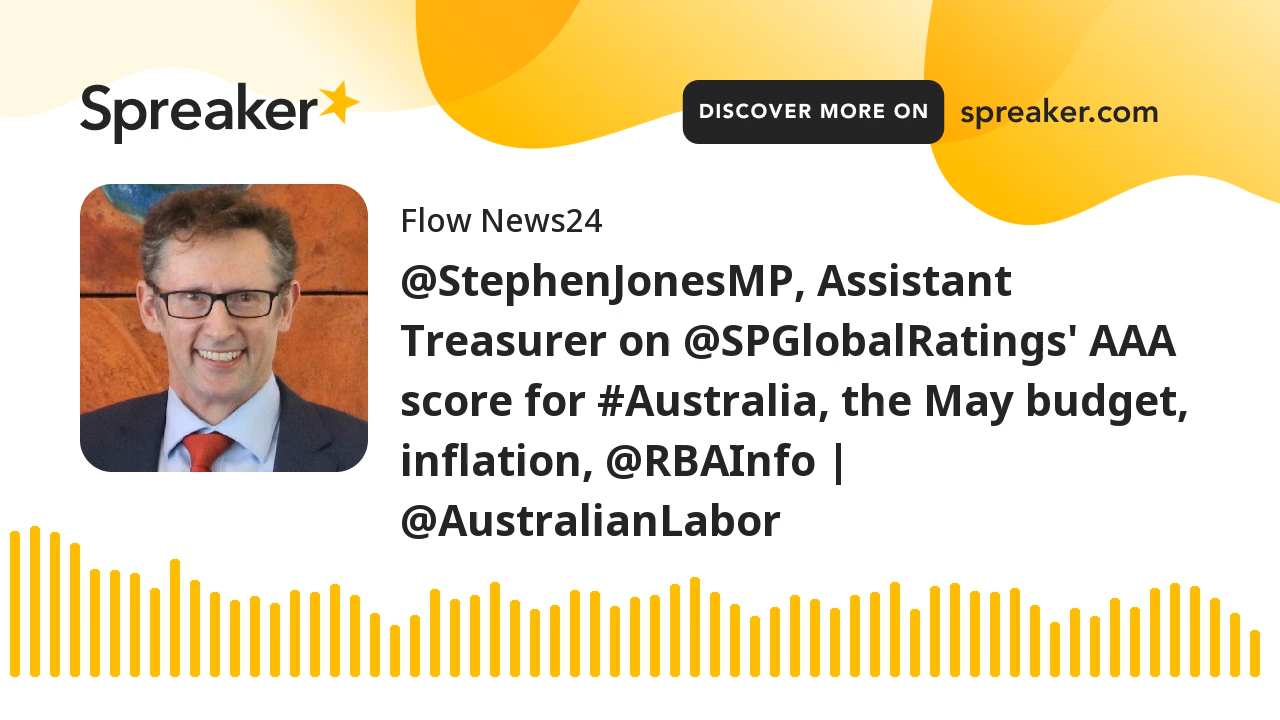 Spreaker
DISCOVER MORE ON spreaker.com
Flow News24
@StephenJonesMP, Assistant
Treasurer on @SPGlobalRatings' AAA
score for #Australia, the May budget,
inflation, @RBAInfo |
@AustralianLabor